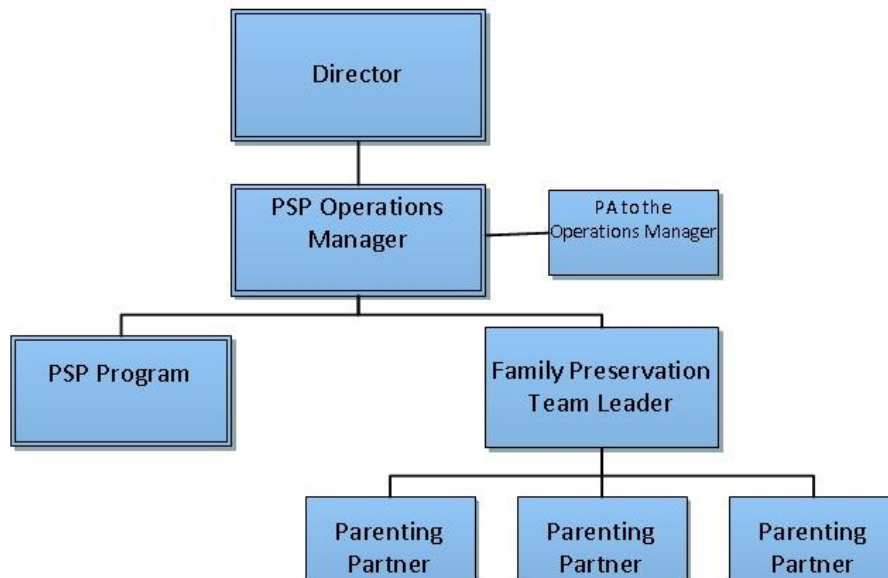 Director
PSP Operations
Manager
PA to the
Operations Manager
PSP Program
Family Preservation
Team Leader
Parenting
Partner
Parenting
Partner
Parenting
Partner